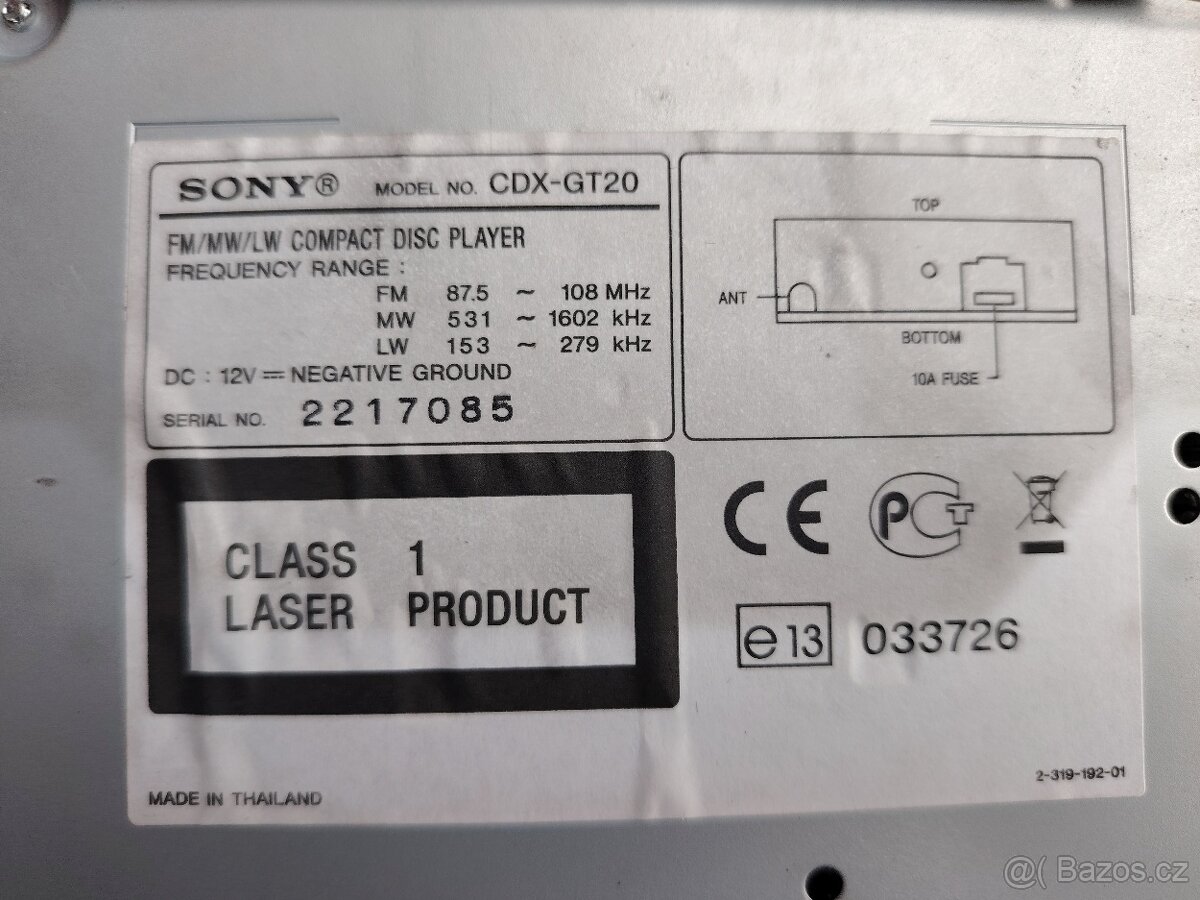 SONY® MODEL NO. CDX-GT20
FM/MW/LW COMPACT DISC PLAYER
FREQUENCY RANGE :
FM 87.5 ~ 108 MHz
MW 531 ~ 1602 kHz
LW 153 ~ 279 kHz
DC : 12V ⎓ NEGATIVE GROUND
SERIAL NO. 2217085
TOP
ANT
BOTTOM
10A FUSE
CLASS 1
LASER PRODUCT
CE PCT
e13 033726
2-319-192-01
MADE IN THAILAND
@( Bazos.cz